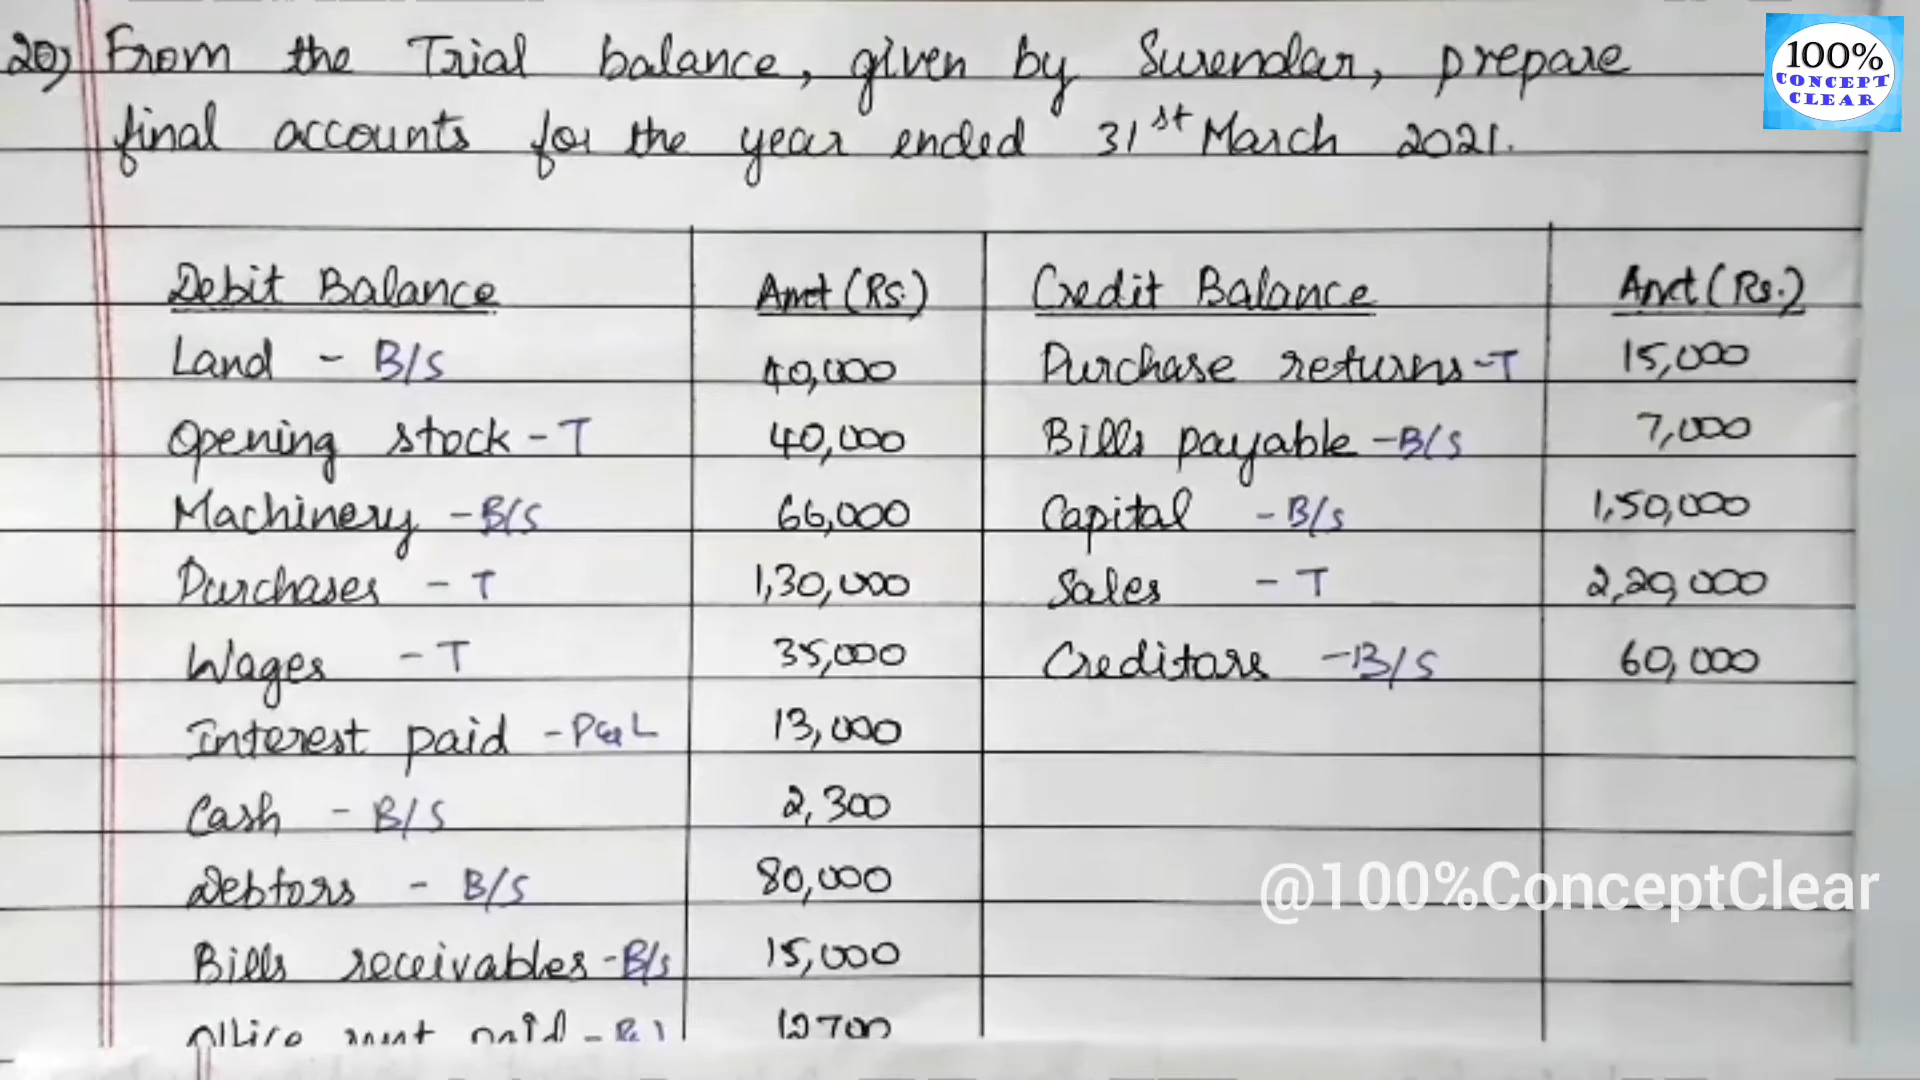 20) From the Trial balance, given by Surendar, prepare
final accounts for the year ended 31st March 2021.
100%
CONCEPT
CLEAR
Debit Balance Amt (Rs.) Credit Balance Amt (Rs.)
Land - B/S 40,000 Purchase returns - T 15,000
Opening stock - T 40,000 Bills payable - B/S 7,000
Machinery - B/S 66,000 Capital - B/S 1,50,000
Purchases - T 1,30,000 Sales - T 2,20,000
Wages - T 35,000 Creditors - B/S 60,000
Interest paid - P&L 13,000
Cash - B/S 2,300
Debtors - B/S 80,000
Bills receivables - B/S 15,000
Office rent paid -
@100%ConceptClear